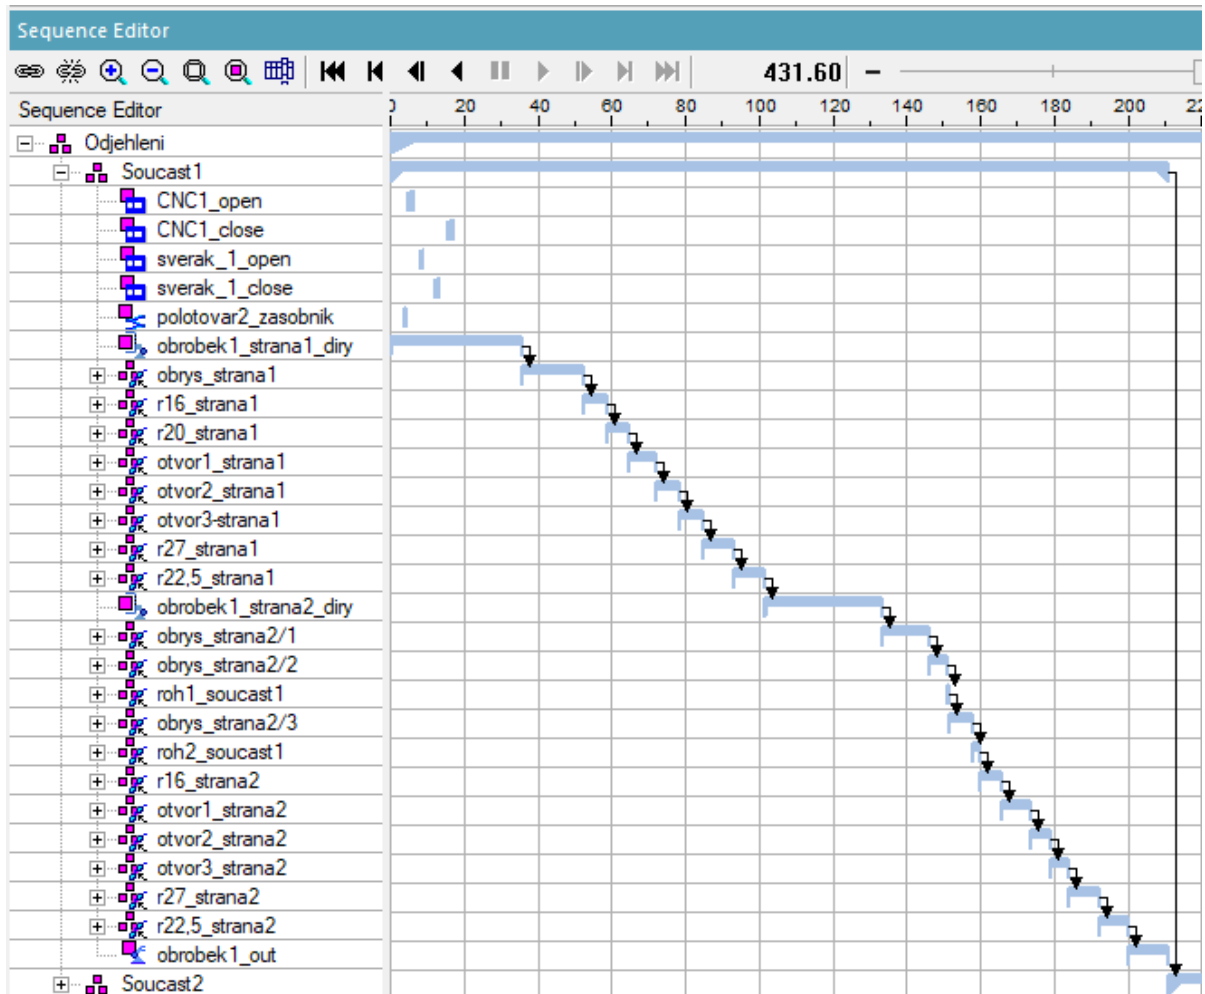 Sequence Editor
431.60
Sequence Editor
20 40 60 80 100 120 140 160 180 200 22
Odjehleni
Soucast1
CNC1_open
CNC1_close
sverak_1_open
sverak_1_close
polotovar2_zasobnik
obrobek1_strana1_diry
obrys_strana1
r16_strana1
r20_strana1
otvor1_strana1
otvor2_strana1
otvor3-strana1
r27_strana1
r22,5_strana1
obrobek1_strana2_diry
obrys_strana2/1
obrys_strana2/2
roh1_soucast1
obrys_strana2/3
roh2_soucast1
r16_strana2
otvor1_strana2
otvor2_strana2
otvor3_strana2
r27_strana2
r22,5_strana2
obrobek1_out
Soucast2